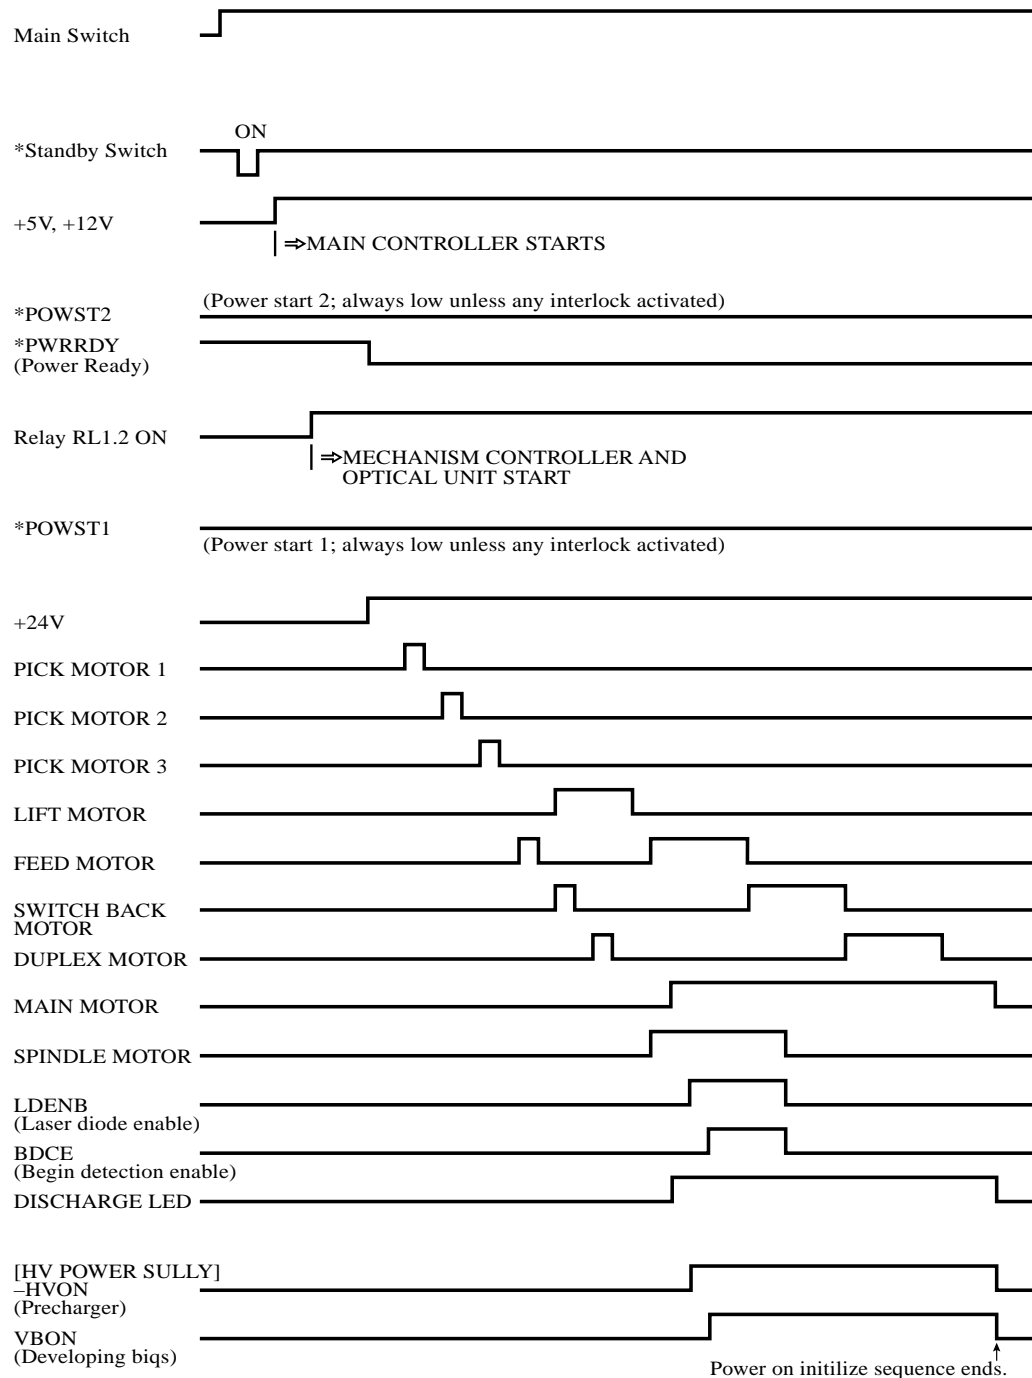 Main Switch
ON
*Standby Switch
+5V, +12V
⇒MAIN CONTROLLER STARTS
(Power start 2; always low unless any interlock activated)
*POWST2
*PWRRDY
(Power Ready)
Relay RL1.2 ON
⇒MECHANISM CONTROLLER AND
OPTICAL UNIT START
*POWST1
(Power start 1; always low unless any interlock activated)
+24V
PICK MOTOR 1
PICK MOTOR 2
PICK MOTOR 3
LIFT MOTOR
FEED MOTOR
SWITCH BACK
MOTOR
DUPLEX MOTOR
MAIN MOTOR
SPINDLE MOTOR
LDENB
(Laser diode enable)
BDCE
(Begin detection enable)
DISCHARGE LED
[HV POWER SULLY]
–HVON
(Precharger)
VBON
(Developing biqs)
Power on initilize sequence ends.